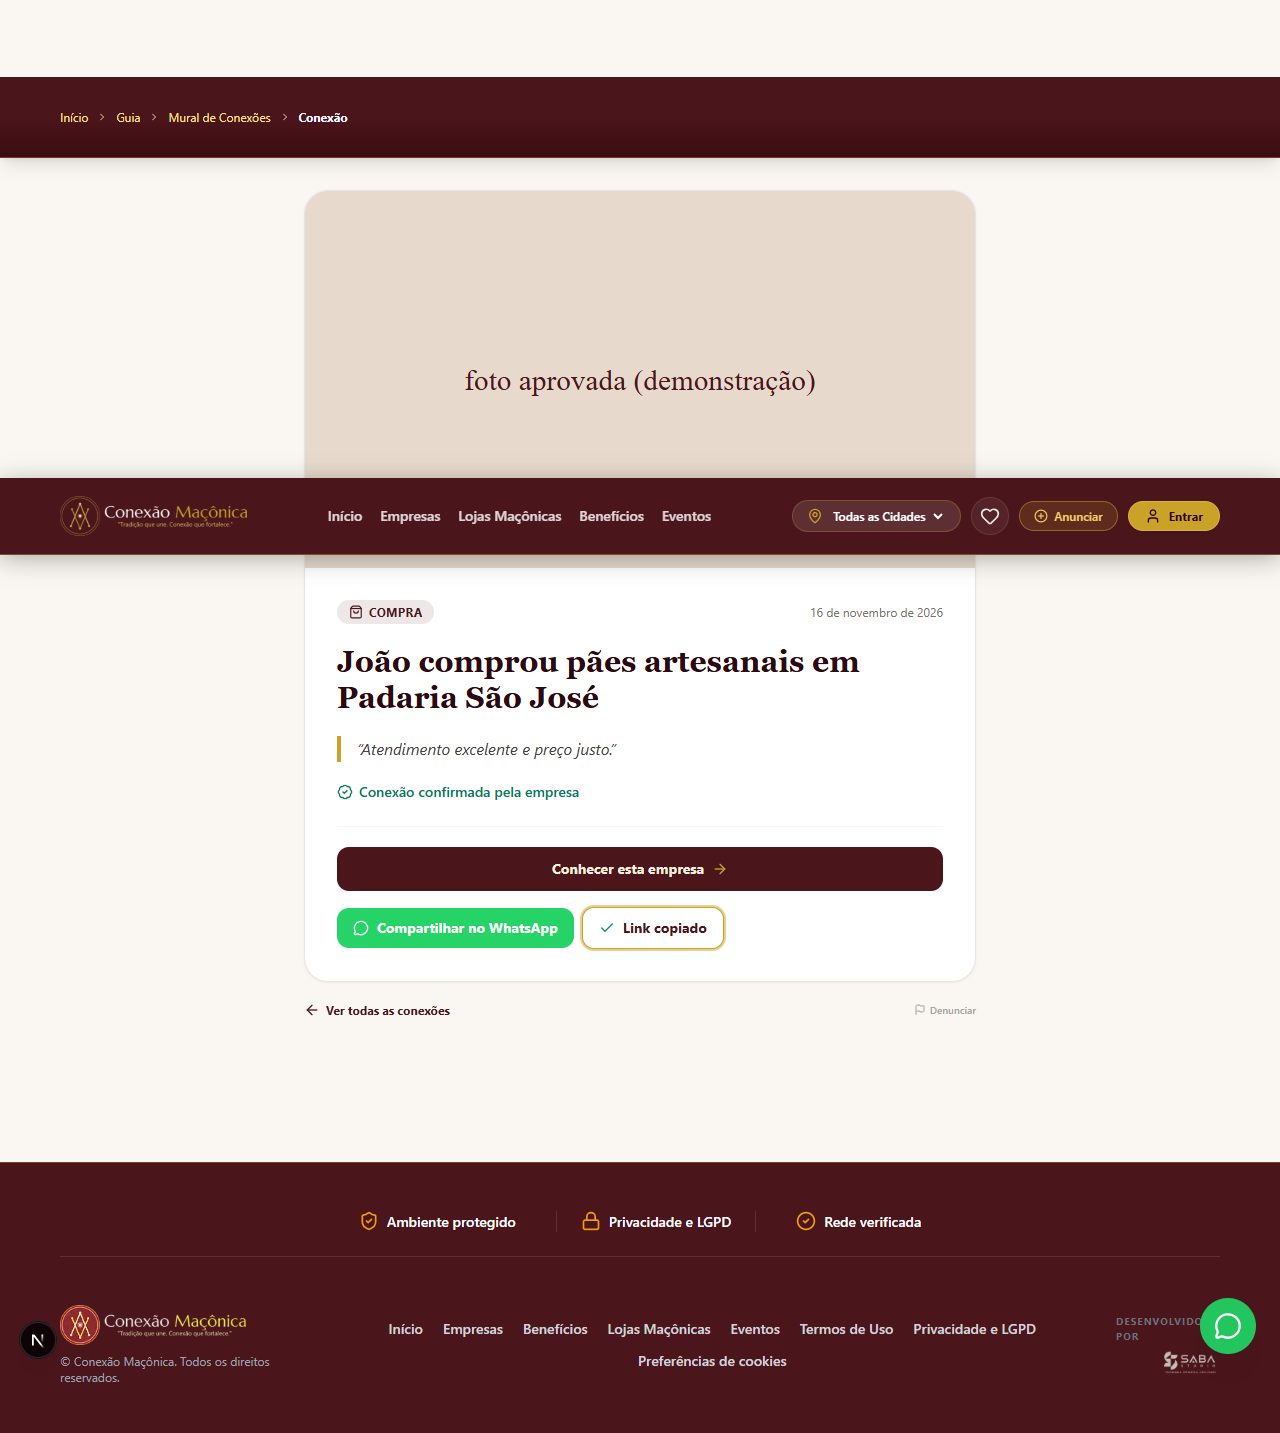 Início
Guia
Mural de Conexões
Conexão
foto aprovada (demonstração)
Conexão Maçônica
"Tradição que une. Conexão que fortalece."
Início
Empresas
Lojas Maçônicas
Benefícios
Eventos
Todas as Cidades
Anunciar
Entrar
COMPRA
16 de novembro de 2026
João comprou pães artesanais em
Padaria São José
“Atendimento excelente e preço justo.”
Conexão confirmada pela empresa
Conhecer esta empresa
Compartilhar no WhatsApp
Link copiado
Ver todas as conexões
Denunciar
Ambiente protegido
Privacidade e LGPD
Rede verificada
Conexão Maçônica
"Tradição que une. Conexão que fortalece."
© Conexão Maçônica. Todos os direitos
reservados.
Início
Empresas
Benefícios
Lojas Maçônicas
Eventos
Termos de Uso
Privacidade e LGPD
Preferências de cookies
DESENVOLVIDO
POR
SABA
STUDIO
N